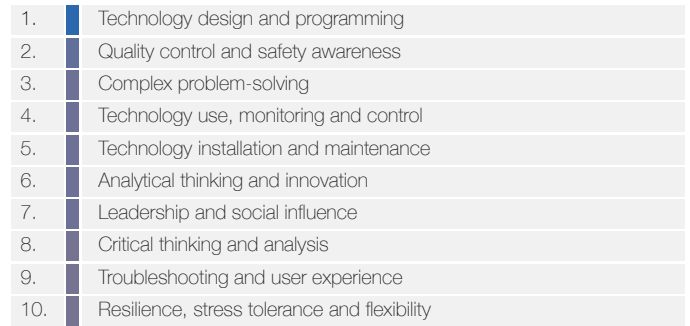 1. Technology design and programming
2. Quality control and safety awareness
3. Complex problem-solving
4. Technology use, monitoring and control
5. Technology installation and maintenance
6. Analytical thinking and innovation
7. Leadership and social influence
8. Critical thinking and analysis
9. Troubleshooting and user experience
10. Resilience, stress tolerance and flexibility